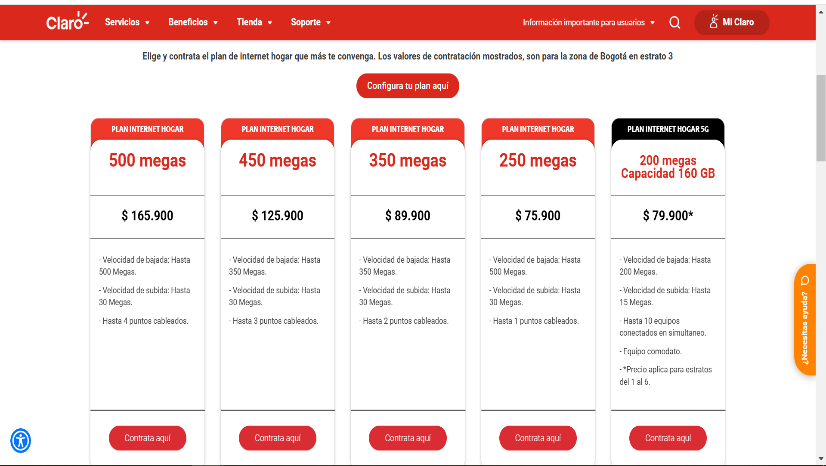 Claro
Servicios
Beneficios
Tienda
Soporte
Información importante para usuarios
Mi Claro
Elige y contrata el plan de internet hogar que más te convenga. Los valores de contratación mostrados, son para la zona de Bogotá en estrato 3
Configura tu plan aquí
PLAN INTERNET HOGAR
500 megas
$ 165.900
- Velocidad de bajada: Hasta
500 Megas.
- Velocidad de subida: Hasta
30 Megas.
- Hasta 4 puntos cableados.
Contrata aquí
PLAN INTERNET HOGAR
450 megas
$ 125.900
- Velocidad de bajada: Hasta
350 Megas.
- Velocidad de subida: Hasta
30 Megas.
- Hasta 3 puntos cableados.
Contrata aquí
PLAN INTERNET HOGAR
350 megas
$ 89.900
- Velocidad de bajada: Hasta
350 Megas.
- Velocidad de subida: Hasta
30 Megas.
- Hasta 2 puntos cableados.
Contrata aquí
PLAN INTERNET HOGAR
250 megas
$ 75.900
- Velocidad de bajada: Hasta
500 Megas.
- Velocidad de subida: Hasta
30 Megas.
- Hasta 1 puntos cableados.
Contrata aquí
PLAN INTERNET HOGAR 5G
200 megas
Capacidad 160 GB
$ 79.900*
- Velocidad de bajada: Hasta
200 Megas.
- Velocidad de subida: Hasta
15 Megas.
- Hasta 10 equipos
conectados en simultaneo.
- Equipo comodato.
- *Precio aplica para estratos
del 1 al 6.
Contrata aquí
¿Necesitas ayuda?